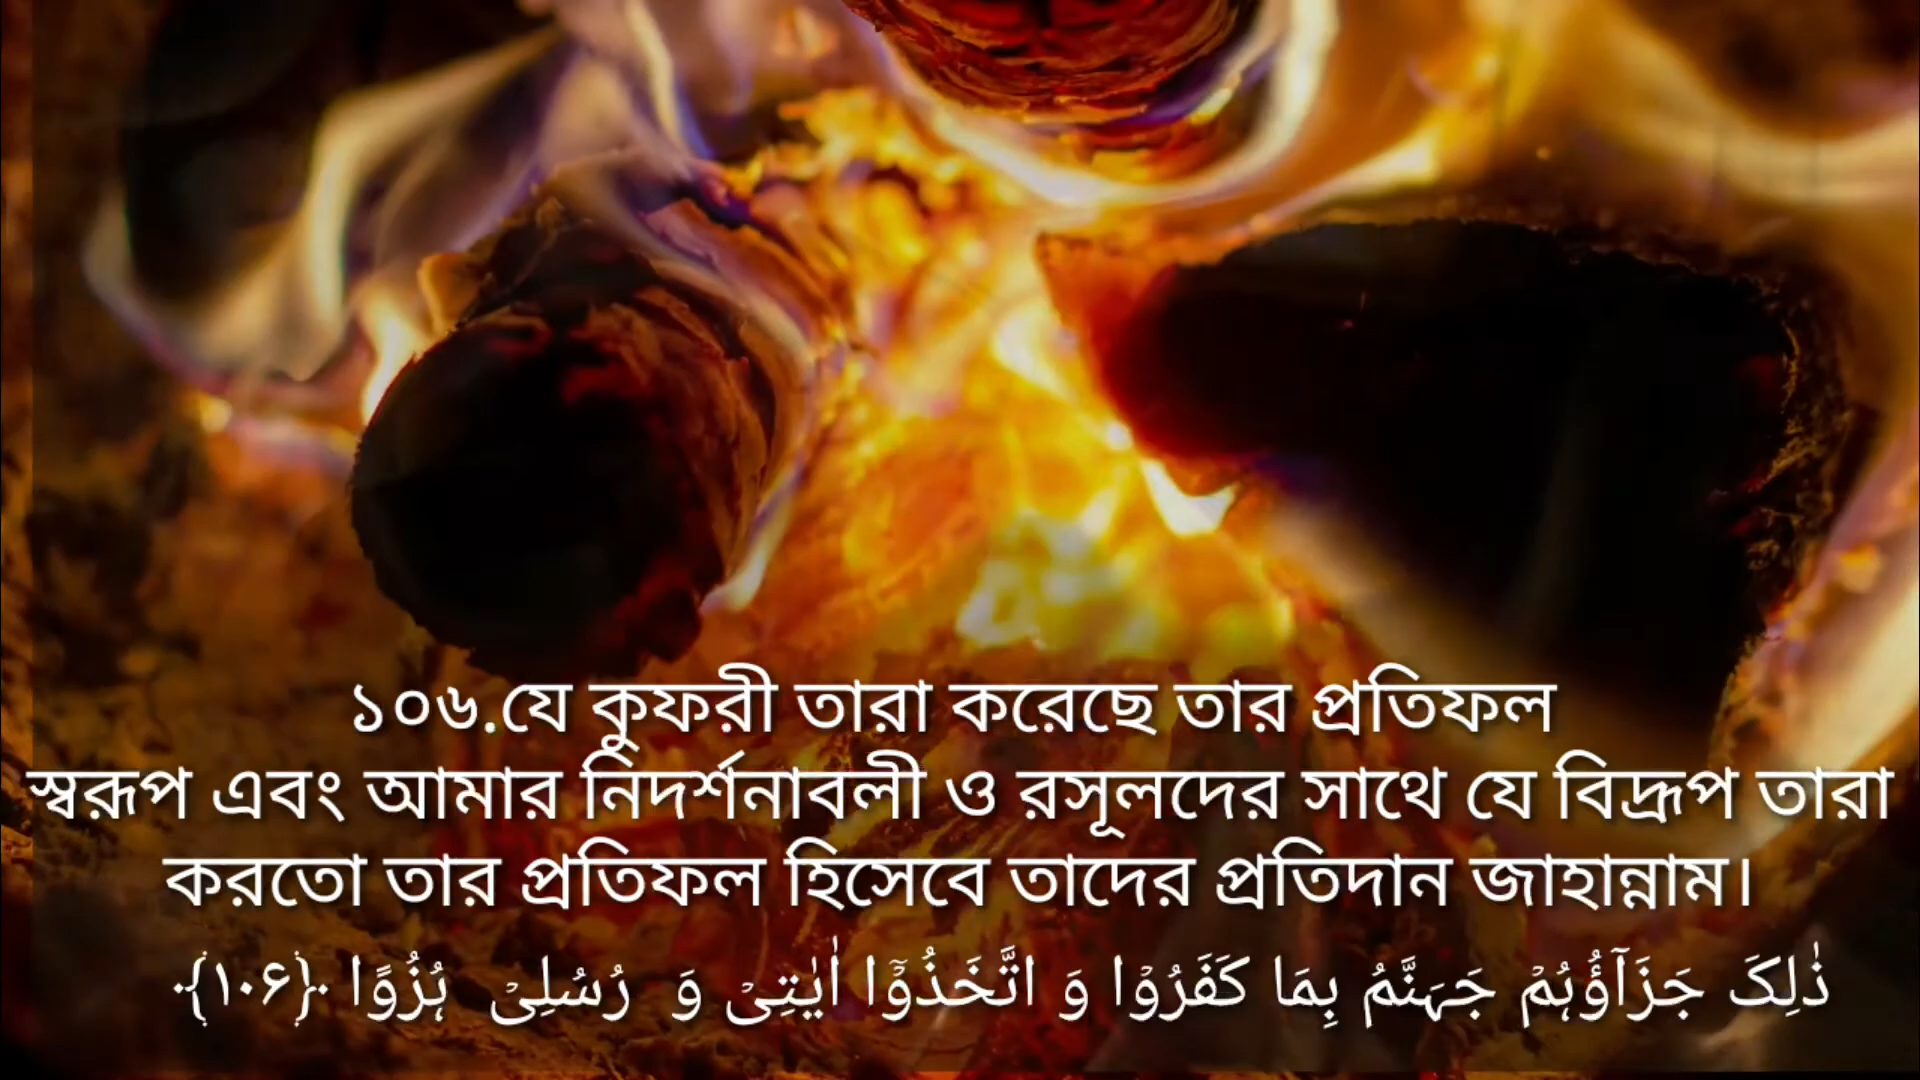 ১০৬.যে কুফরী তারা করেছে তার প্রতিফল
স্বরূপ এবং আমার নিদর্শনাবলী ও রসূলদের সাথে যে বিদ্রূপ তারা
করতো তার প্রতিফল হিসেবে তাদের প্রতিদান জাহান্নাম।
ذٰلِکَ جَزَآؤُہُمۡ جَہَنَّمُ بِمَا کَفَرُوۡا وَ اتَّخَذُوۡۤا اٰیٰتِیۡ وَ رُسُلِیۡ ہُزُوًا ﴿۱۰۶﴾